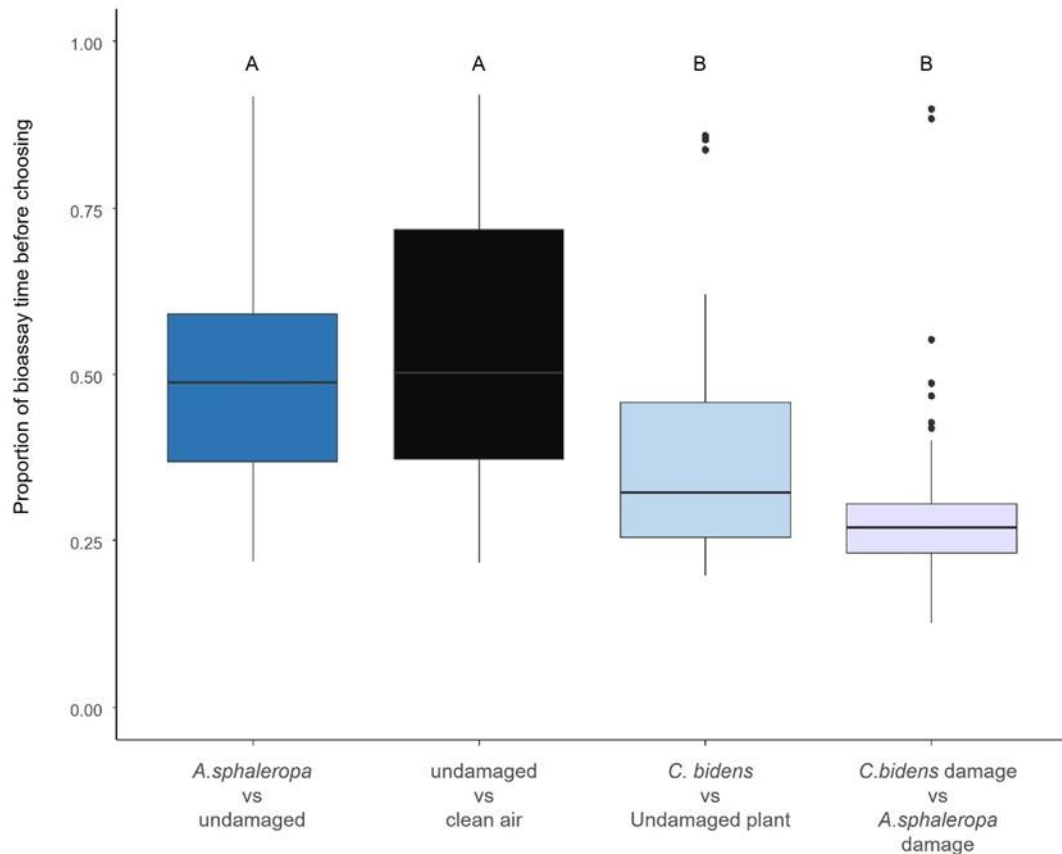 Proportion of bioassay time before choosing
1.00
0.75
0.50
0.25
0.00
A
A
B
B
A.sphaleropa
vs
undamaged
undamaged
vs
clean air
C. bidens
vs
Undamaged plant
C.bidens damage
vs
A.sphaleropa
damage